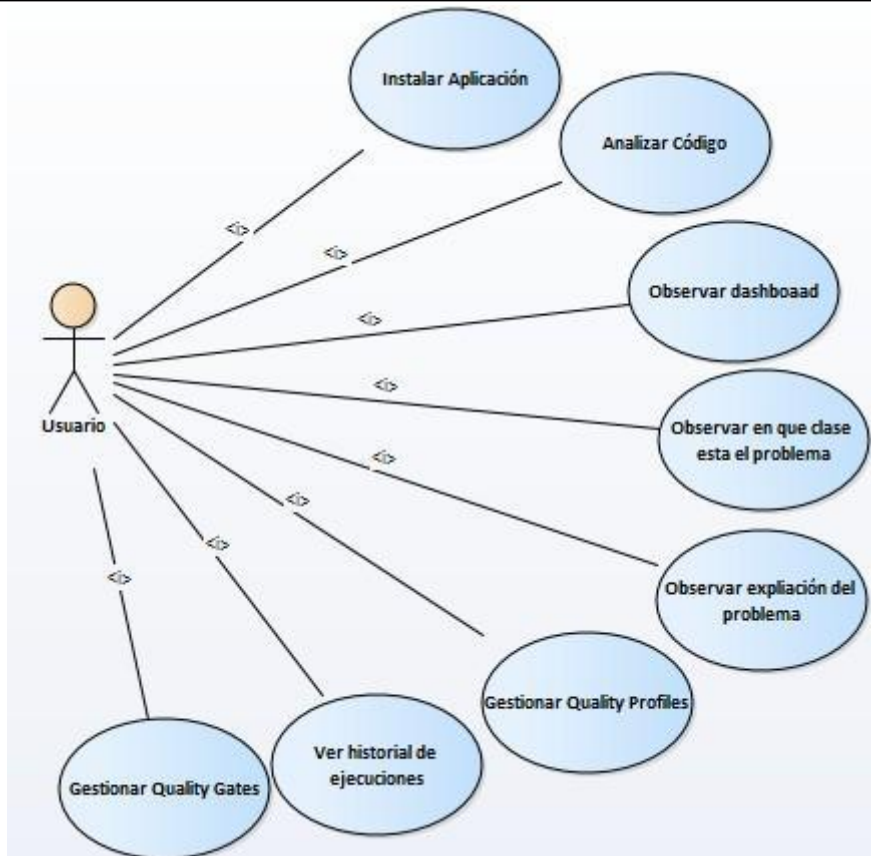 Instalar Aplicación
Analizar Código
<i>
<i>
Observar dashboaad
<i>
<i>
Observar en que clase
esta el problema
Usuario
<i>
<i>
<i>
<i>
Observar expliación del
problema
Gestionar Quality Profiles
Ver historial de
ejecuciones
Gestionar Quality Gates